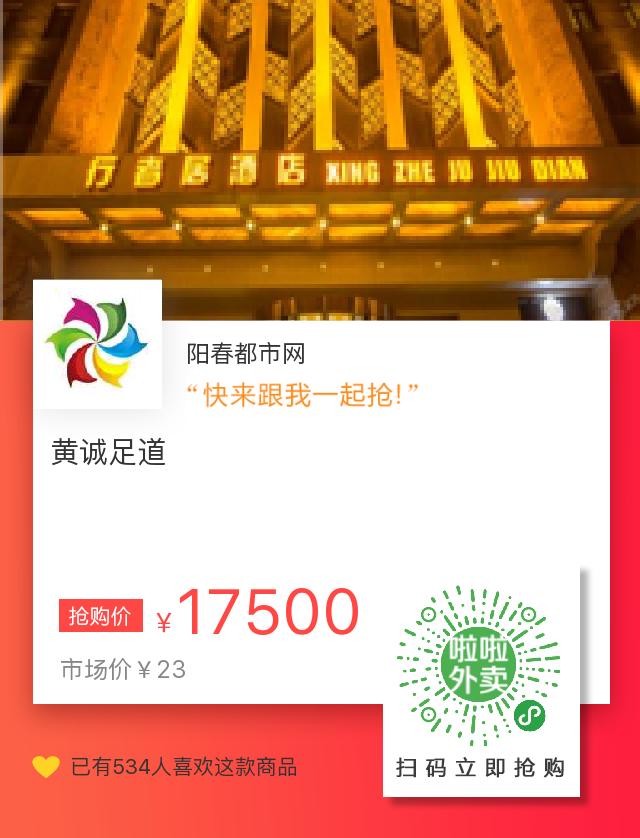 行者居酒店 XING ZHE JU JIU DIAN
阳春都市网
“快来跟我一起抢!”
黄诚足道
抢购价 ¥17500
市场价¥23
啦啦
外卖
已有534人喜欢这款商品
扫码立即抢购